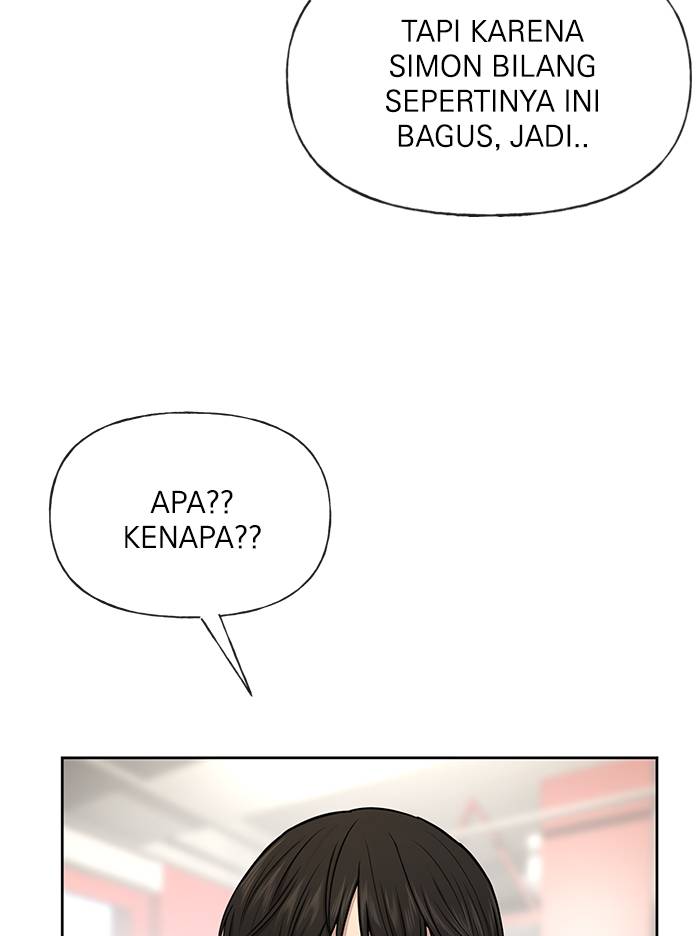 TAPI KARENA
SIMON BILANG
SEPERTINYA INI
BAGUS, JADI..
APA??
KENAPA??